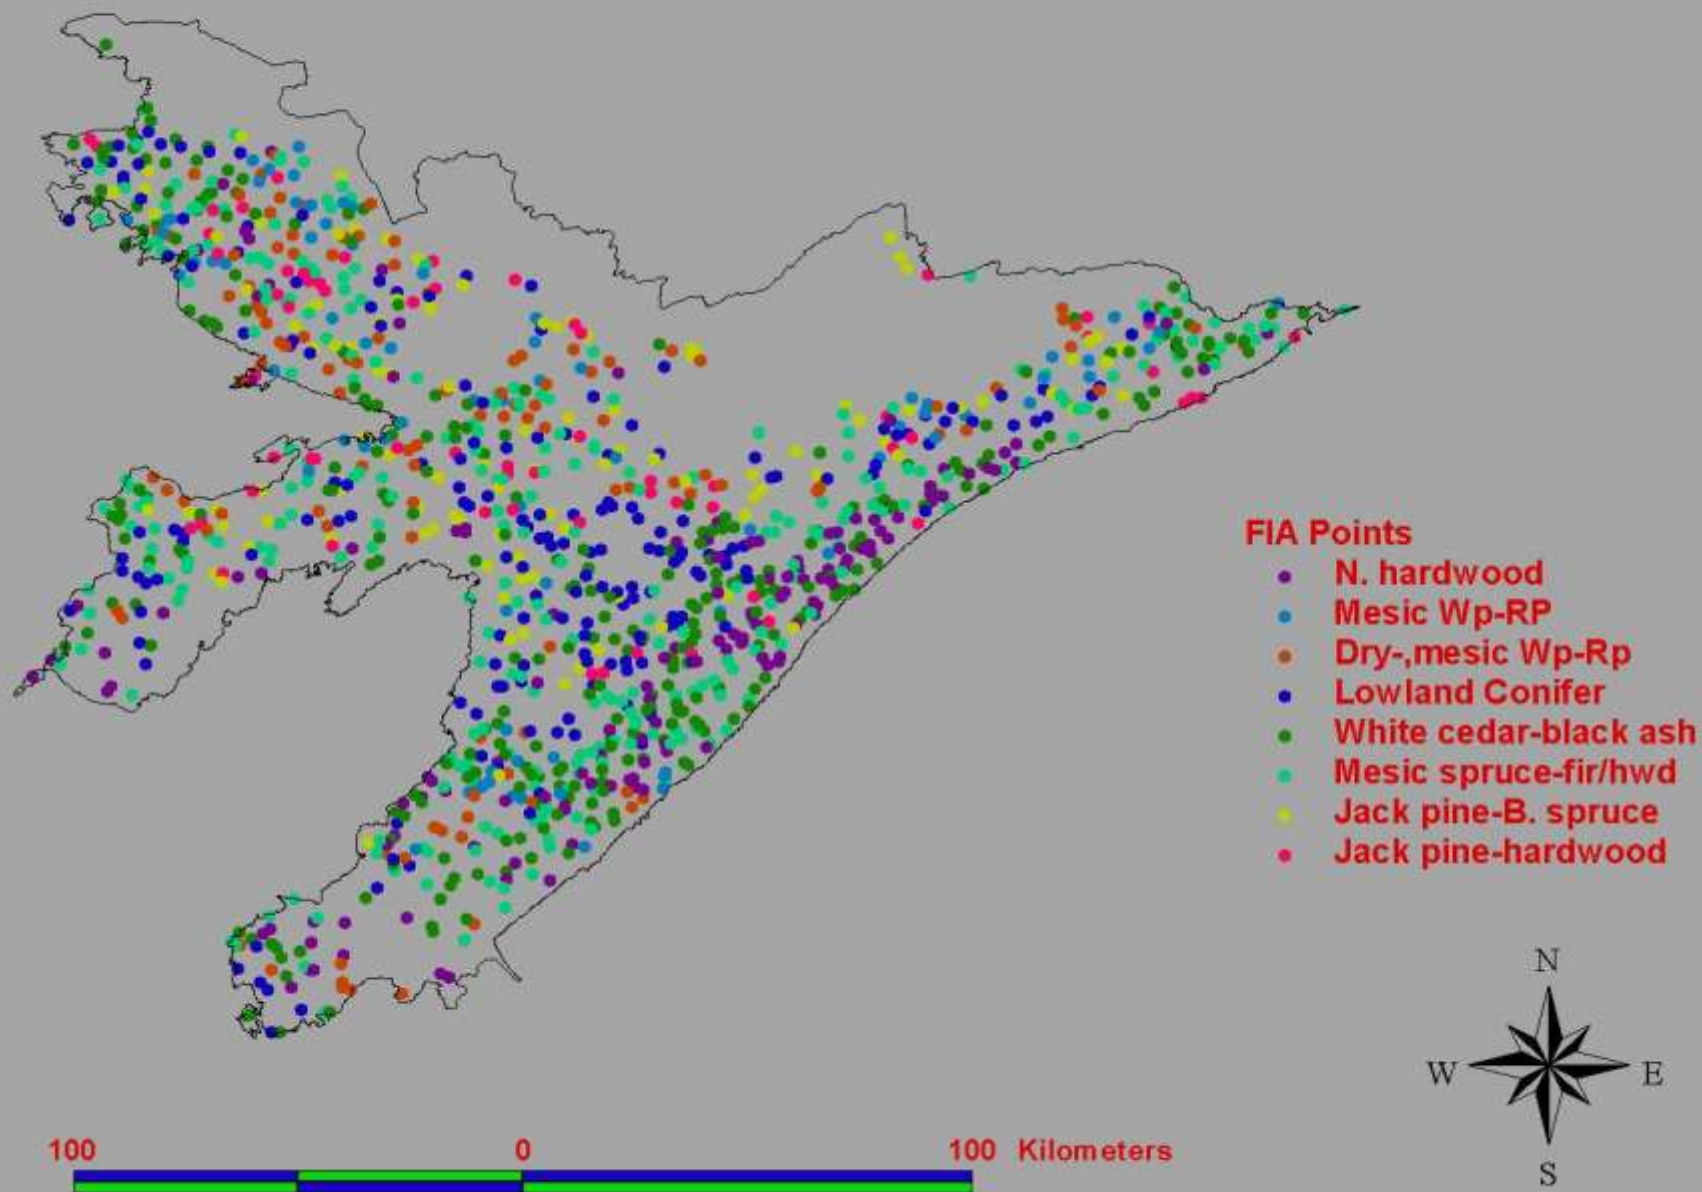 FIA Points
N. hardwood
Mesic Wp-RP
Dry-,mesic Wp-Rp
Lowland Conifer
White cedar-black ash
Mesic spruce-fir/hwd
Jack pine-B. spruce
Jack pine-hardwood
N
W E
S
100 0 100 Kilometers